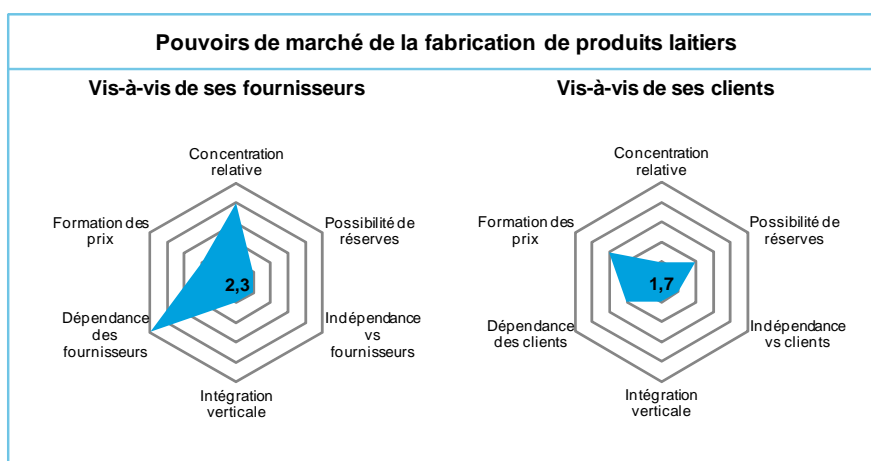 Pouvoirs de marché de la fabrication de produits laitiers
Vis-à-vis de ses fournisseurs
Concentration
relative
Formation des
prix
Possibilité de
réserves
2,3
Dépendance
des
fournisseurs
Indépendance
vs
fournisseurs
Intégration
verticale
Vis-à-vis de ses clients
Concentration
relative
Formation des
prix
Possibilité de
réserves
1,7
Dépendance
des clients
Indépendance
vs clients
Intégration
verticale